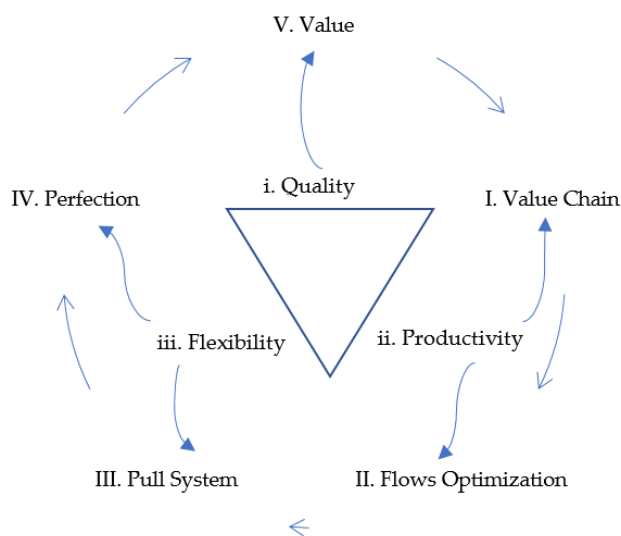 V. Value
i. Quality
IV. Perfection
I. Value Chain
iii. Flexibility
ii. Productivity
III. Pull System
II. Flows Optimization